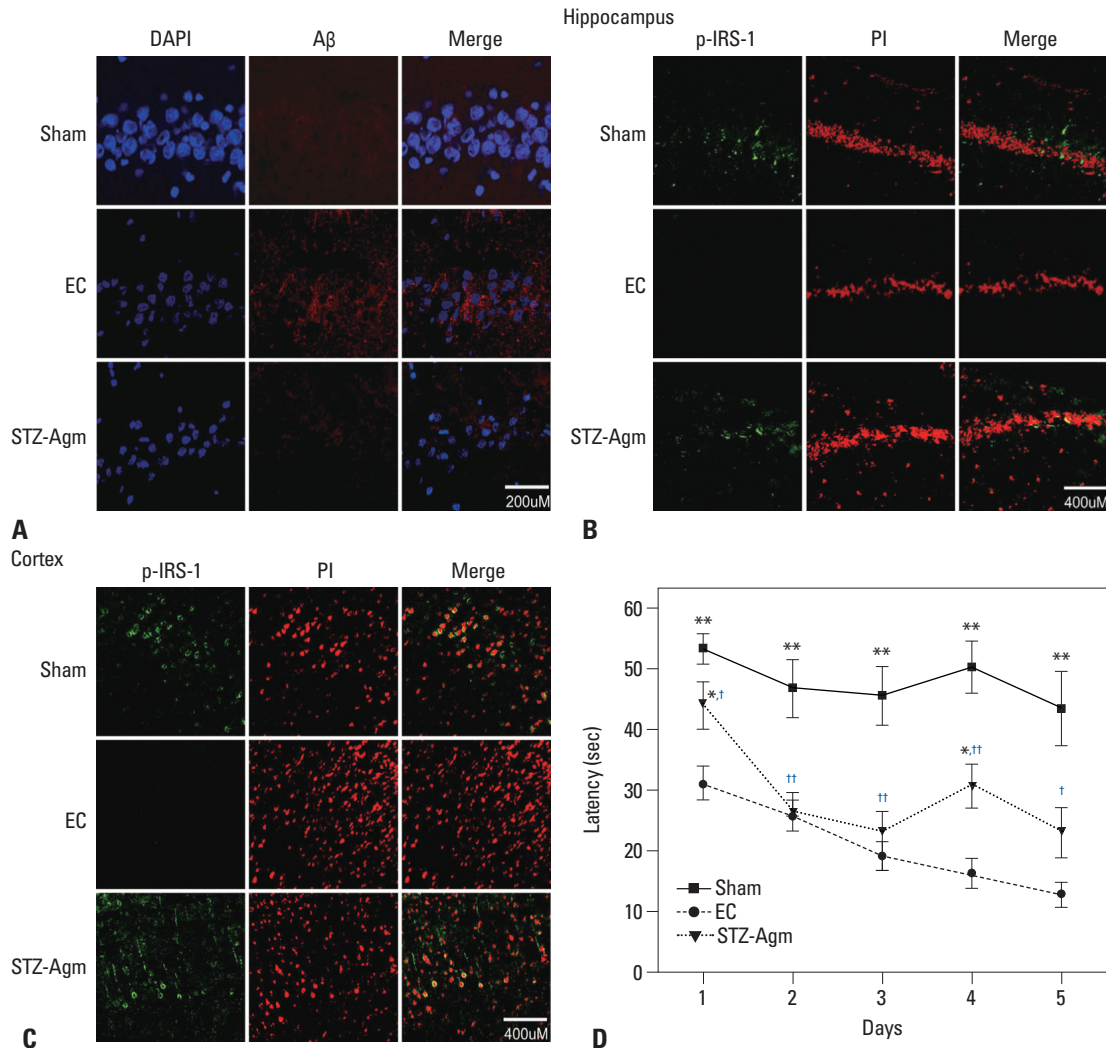 Hippocampus
DAPI Aβ Merge
Sham
EC
STZ-Agm
200uM
A
p-IRS-1 PI Merge
Sham
EC
STZ-Agm
400uM
B
Cortex
p-IRS-1 PI Merge
Sham
EC
STZ-Agm
400uM
C
60
50
40
30
20
10
0
Latency (sec)
** ** ** ** **
*,† †† †† *,†† †
Sham
EC
STZ-Agm
1 2 3 4 5
Days
D